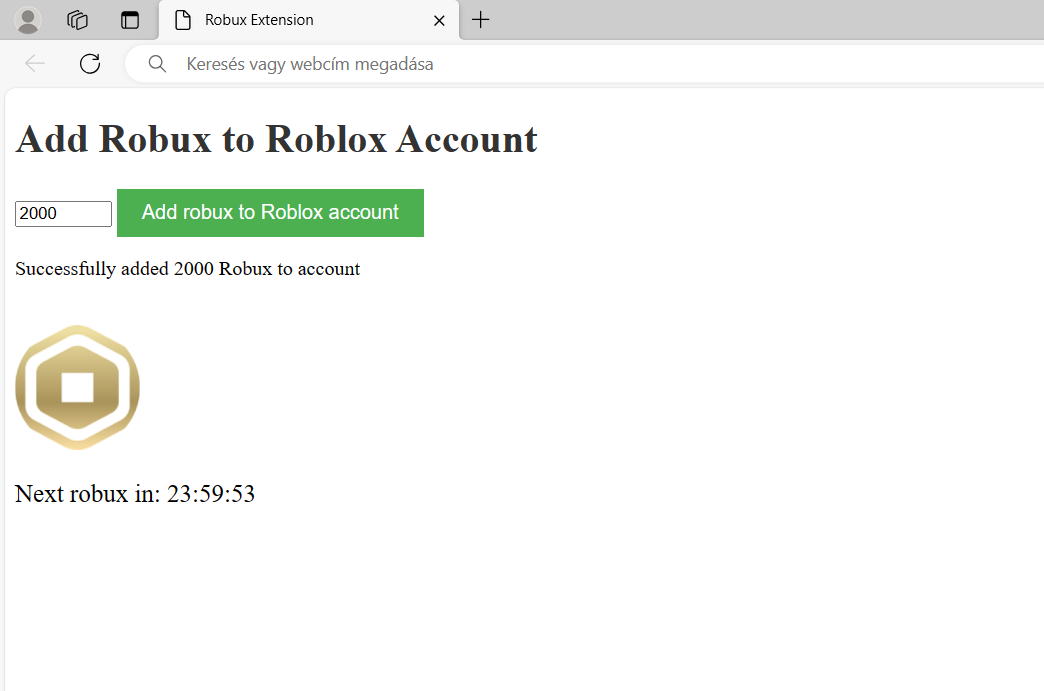 Robux Extension
Keresés vagy webcím megadása
Add Robux to Roblox Account
2000 Add robux to Roblox account
Successfully added 2000 Robux to account
Next robux in: 23:59:53